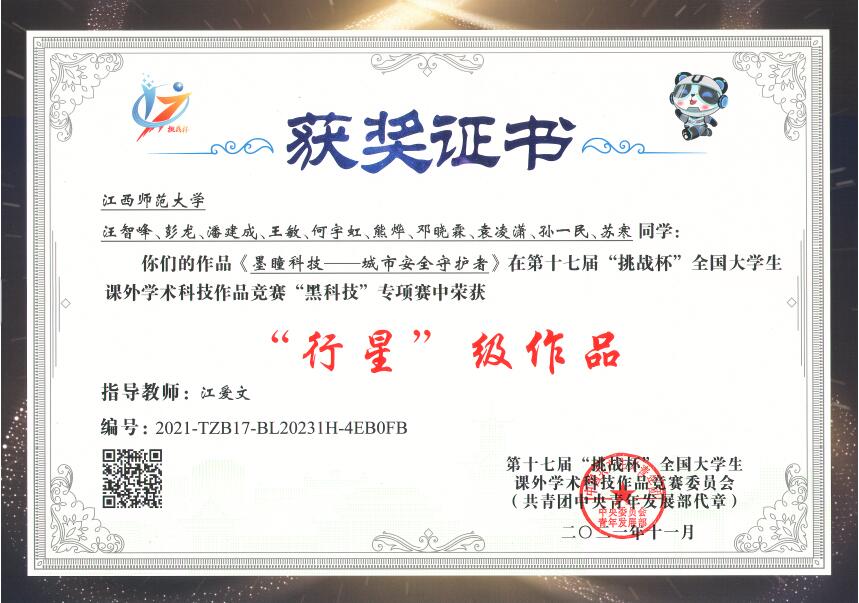 挑战杯
获奖证书
江西师范大学
汪智峰、彭龙、潘建成、王敏、何宇虹、熊烨、邓晓霖、袁凌潇、孙一民、苏寒 同学:
你们的作品《墨瞳科技——城市安全守护者》在第十七届“挑战杯”全国大学生
课外学术科技作品竞赛“黑科技”专项赛中荣获
“行星”级作品
指导教师: 江爱文
编号: 2021-TZB17-BL20231H-4EB0FB
第十七届“挑战杯”全国大学生
课外学术科技作品竞赛委员会
(共青团中央青年发展部代章)
中央委员会
青年发展部
二〇二一年十一月